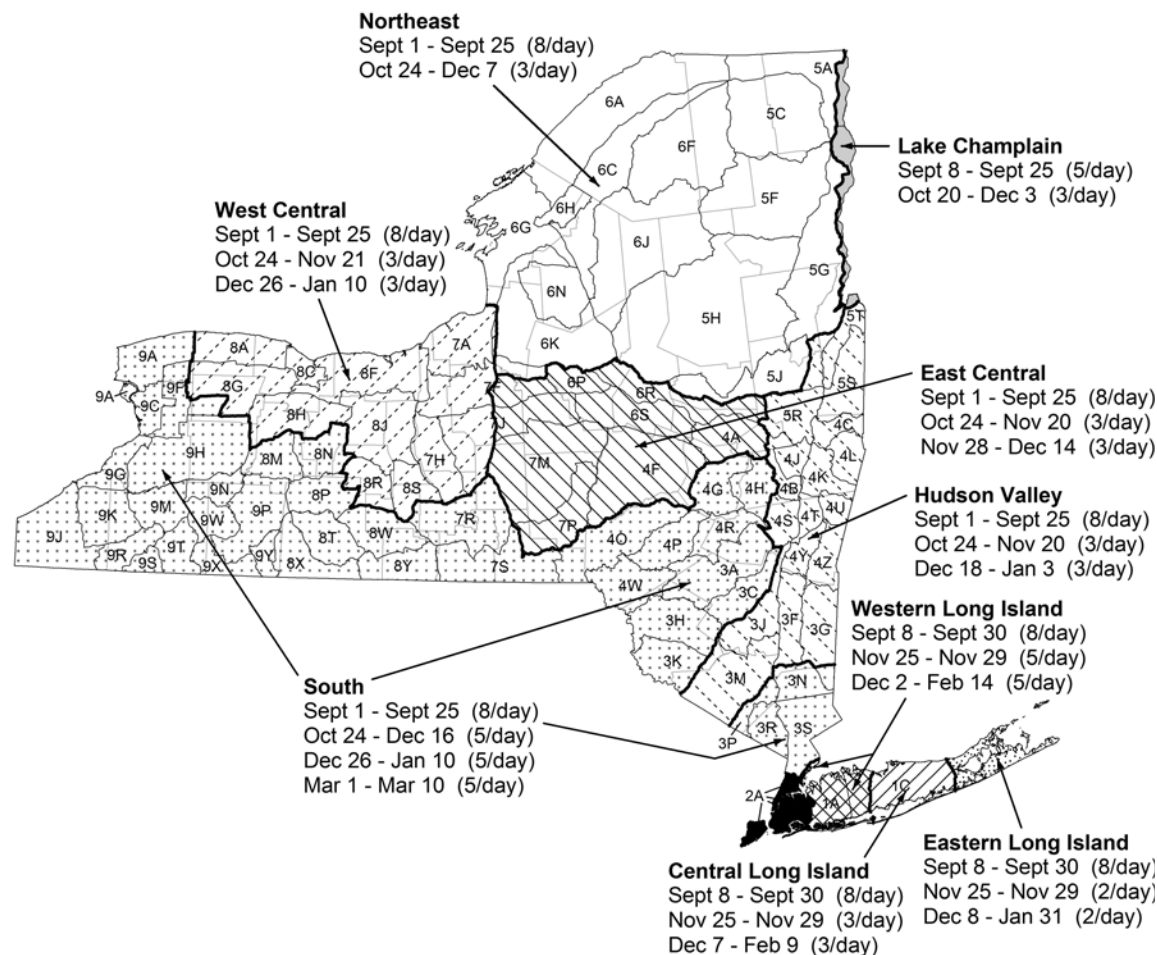 Northeast
Sept 1 - Sept 25 (8/day)
Oct 24 - Dec 7 (3/day)
Lake Champlain
Sept 8 - Sept 25 (5/day)
Oct 20 - Dec 3 (3/day)
West Central
Sept 1 - Sept 25 (8/day)
Oct 24 - Nov 21 (3/day)
Dec 26 - Jan 10 (3/day)
East Central
Sept 1 - Sept 25 (8/day)
Oct 24 - Nov 20 (3/day)
Nov 28 - Dec 14 (3/day)
Hudson Valley
Sept 1 - Sept 25 (8/day)
Oct 24 - Nov 20 (3/day)
Dec 18 - Jan 3 (3/day)
Western Long Island
Sept 8 - Sept 30 (8/day)
Nov 25 - Nov 29 (5/day)
Dec 2 - Feb 14 (5/day)
South
Sept 1 - Sept 25 (8/day)
Oct 24 - Dec 16 (5/day)
Dec 26 - Jan 10 (5/day)
Mar 1 - Mar 10 (5/day)
Central Long Island
Sept 8 - Sept 30 (8/day)
Nov 25 - Nov 29 (3/day)
Dec 7 - Feb 9 (3/day)
Eastern Long Island
Sept 8 - Sept 30 (8/day)
Nov 25 - Nov 29 (2/day)
Dec 8 - Jan 31 (2/day)
5A
6A
5C
6F
6C
6H
5F
6G
6J
5G
6N
5H
6K
5T
5J
7A
9A
8A
8C
8F
9F
8G
9A
9C
8H
8J
6P
6R
6S
5S
5R
4C
4A
9H
8M
8N
7H
7M
4F
4J
4L
4K
9G
8R
8S
4G
4H
4B
9N
8P
9K
9M
9P
9W
7R
7P
4R
4S
4T
4U
9J
9T
8T
8W
4O
4P
4Y
4Z
9R
9S
9X
9Y
8X
8Y
7S
3A
4W
3C
3H
3J
3F
3G
3K
3M
3N
3R
3S
3P
2A
1A
1C